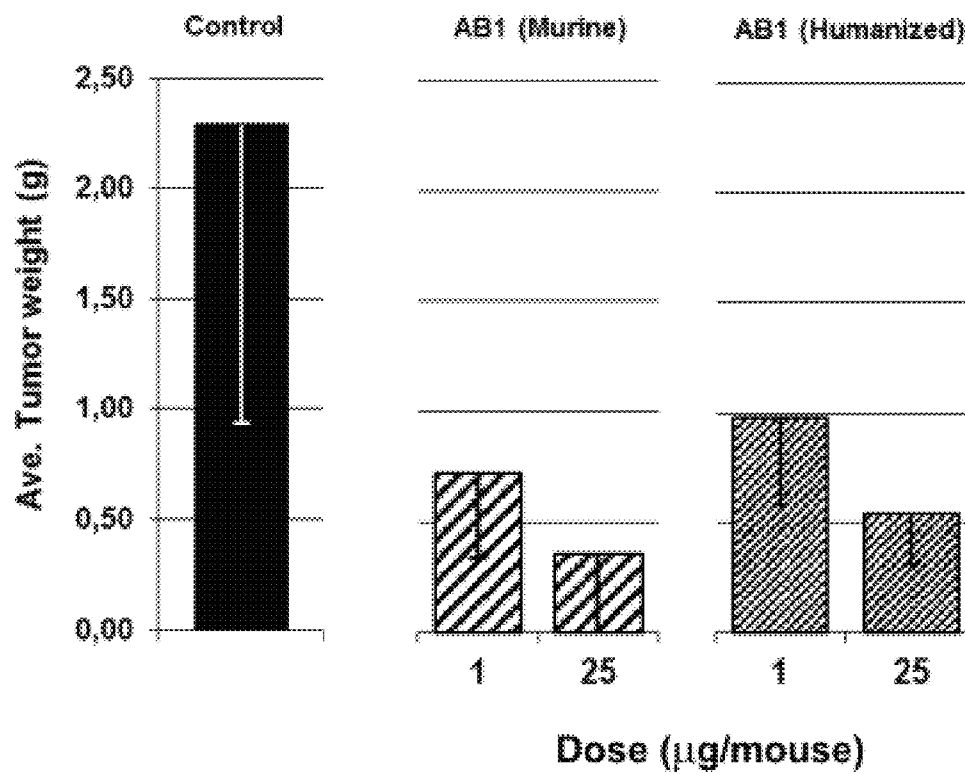 Control
AB1 (Murine)
AB1 (Humanized)
Ave. Tumor weight (g)
2,50
2,00
1,50
1,00
0,50
0,00
1
25
1
25
Dose (μg/mouse)